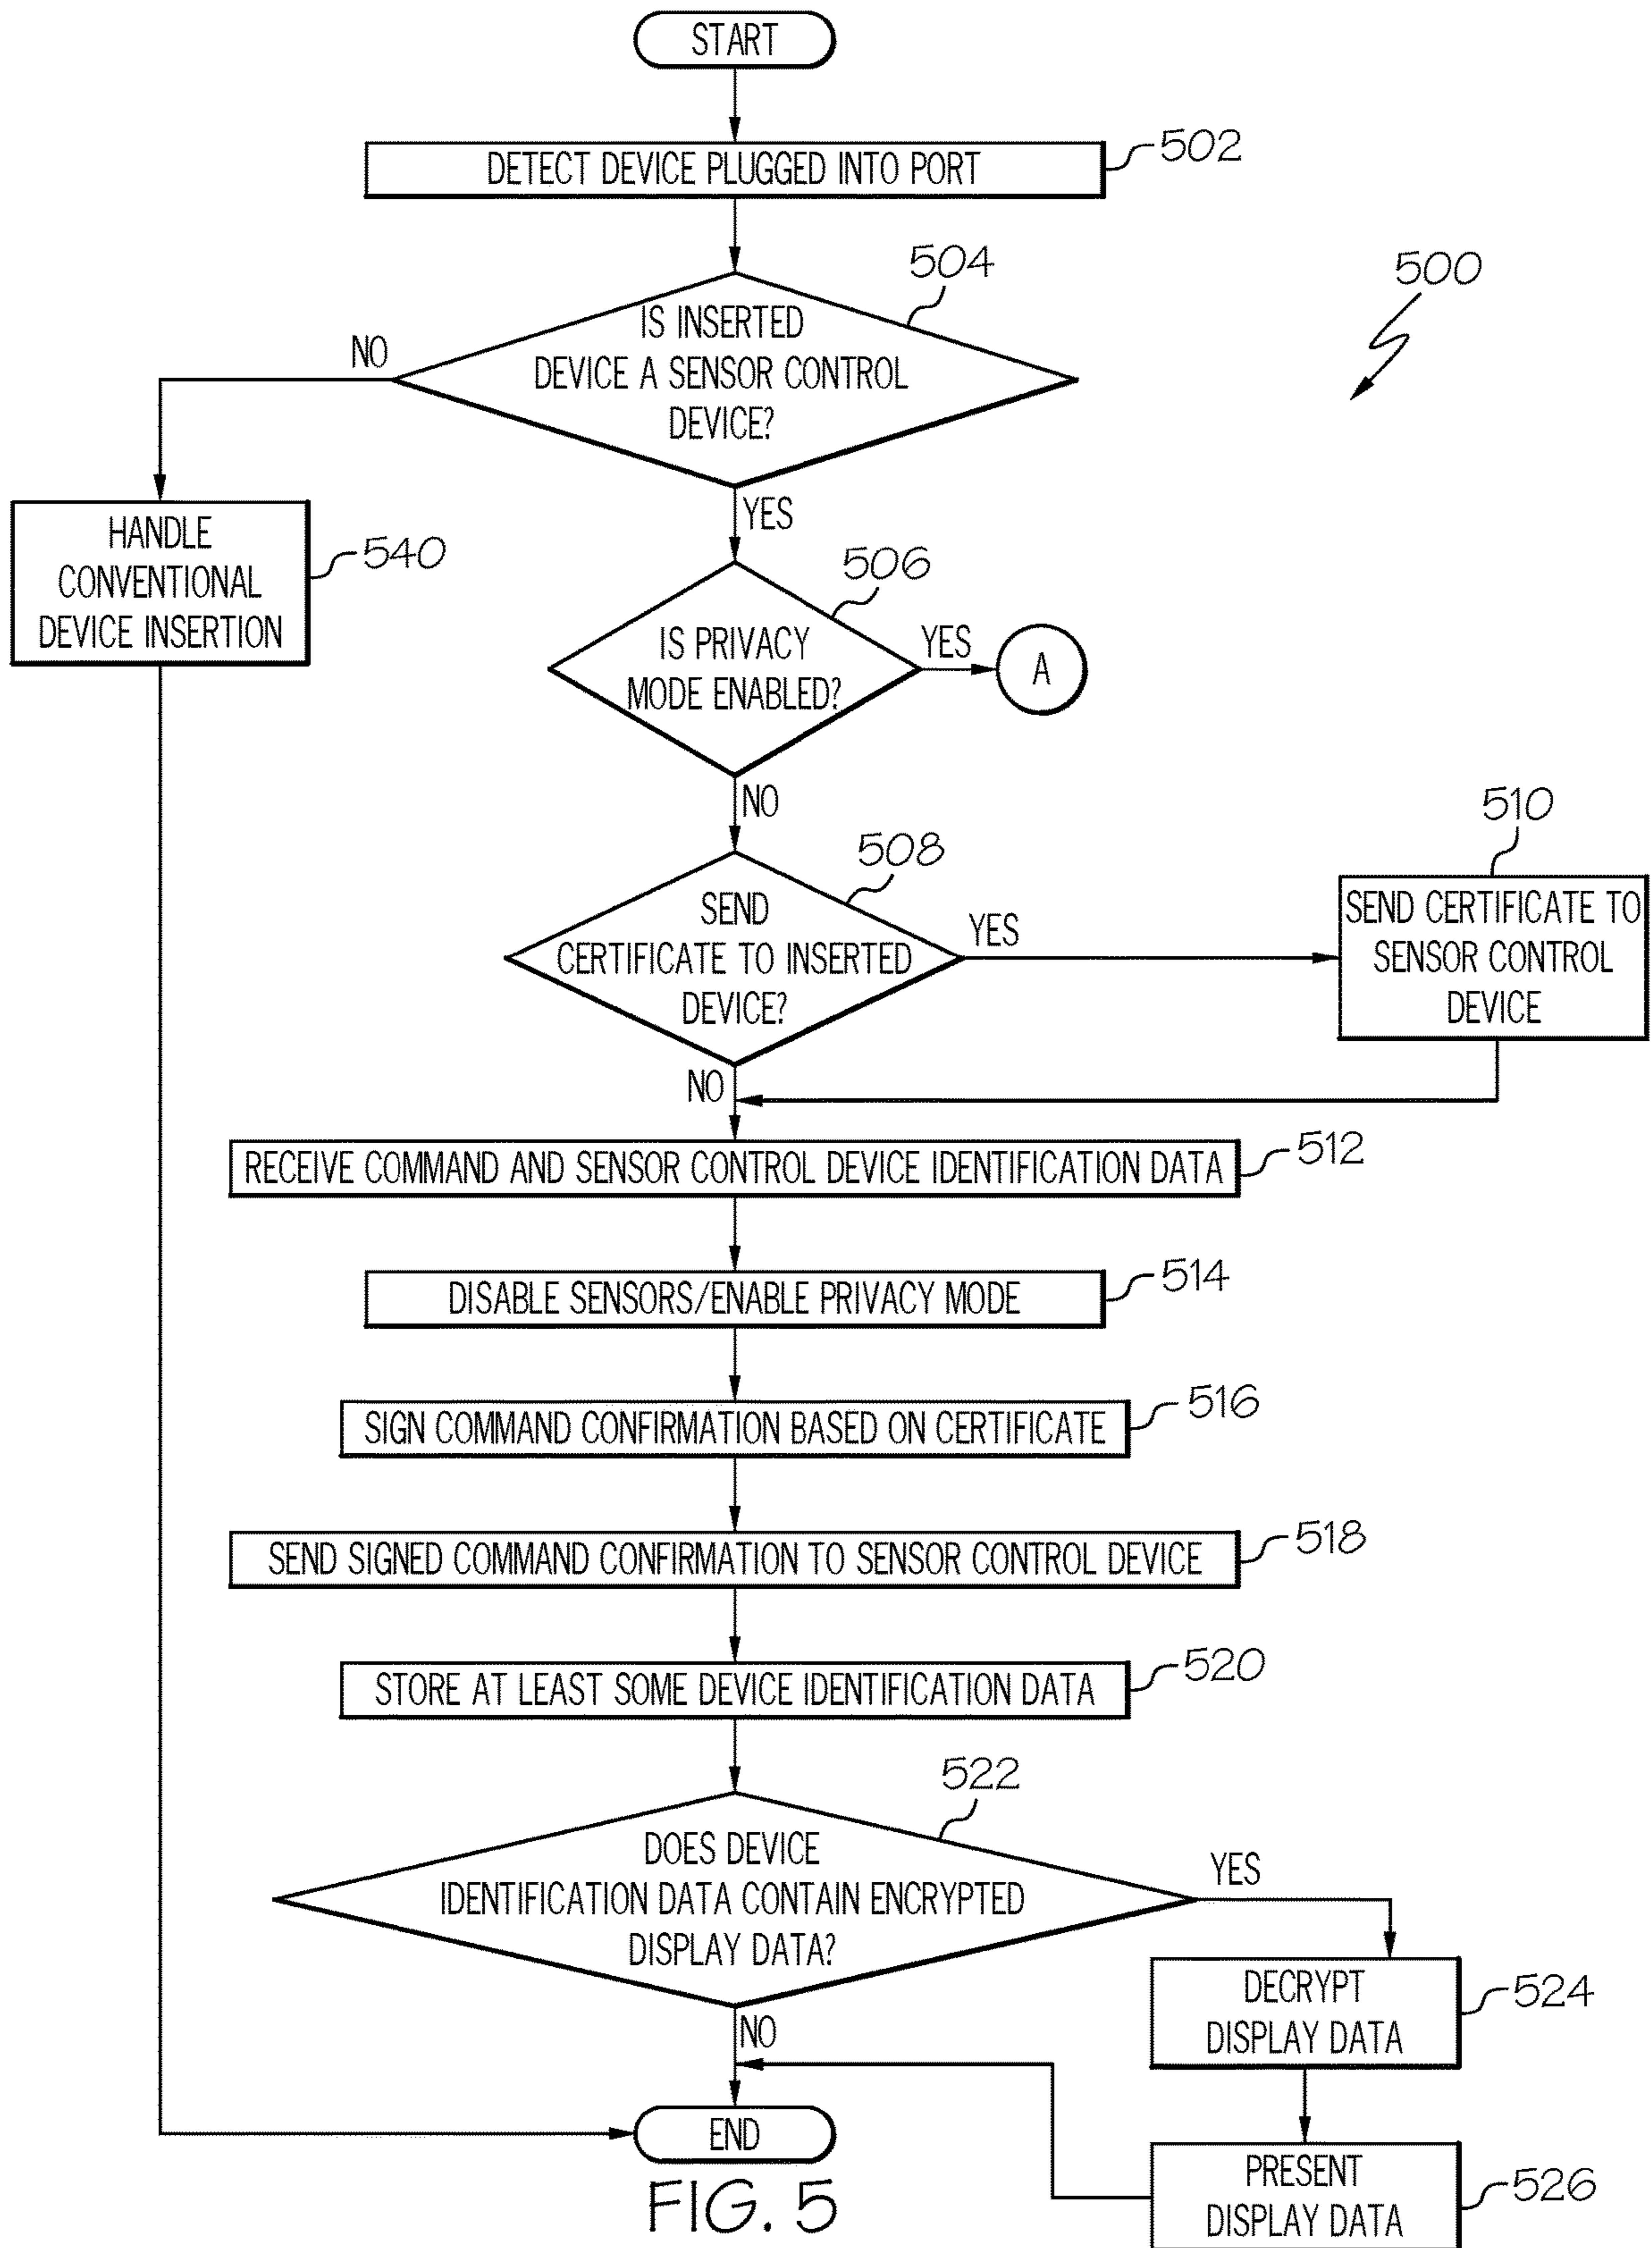 START
DETECT DEVICE PLUGGED INTO PORT
502
504
500
IS INSERTED
DEVICE A SENSOR CONTROL
DEVICE?
NO
YES
HANDLE
CONVENTIONAL
DEVICE INSERTION
540
506
IS PRIVACY
MODE ENABLED?
YES
A
NO
508
510
SEND
CERTIFICATE TO INSERTED
DEVICE?
YES
SEND CERTIFICATE TO
SENSOR CONTROL
DEVICE
NO
RECEIVE COMMAND AND SENSOR CONTROL DEVICE IDENTIFICATION DATA
512
DISABLE SENSORS/ENABLE PRIVACY MODE
514
SIGN COMMAND CONFIRMATION BASED ON CERTIFICATE
516
SEND SIGNED COMMAND CONFIRMATION TO SENSOR CONTROL DEVICE
518
STORE AT LEAST SOME DEVICE IDENTIFICATION DATA
520
522
DOES DEVICE
IDENTIFICATION DATA CONTAIN ENCRYPTED
DISPLAY DATA?
YES
NO
DECRYPT
DISPLAY DATA
524
END
PRESENT
DISPLAY DATA
526
FIG. 5